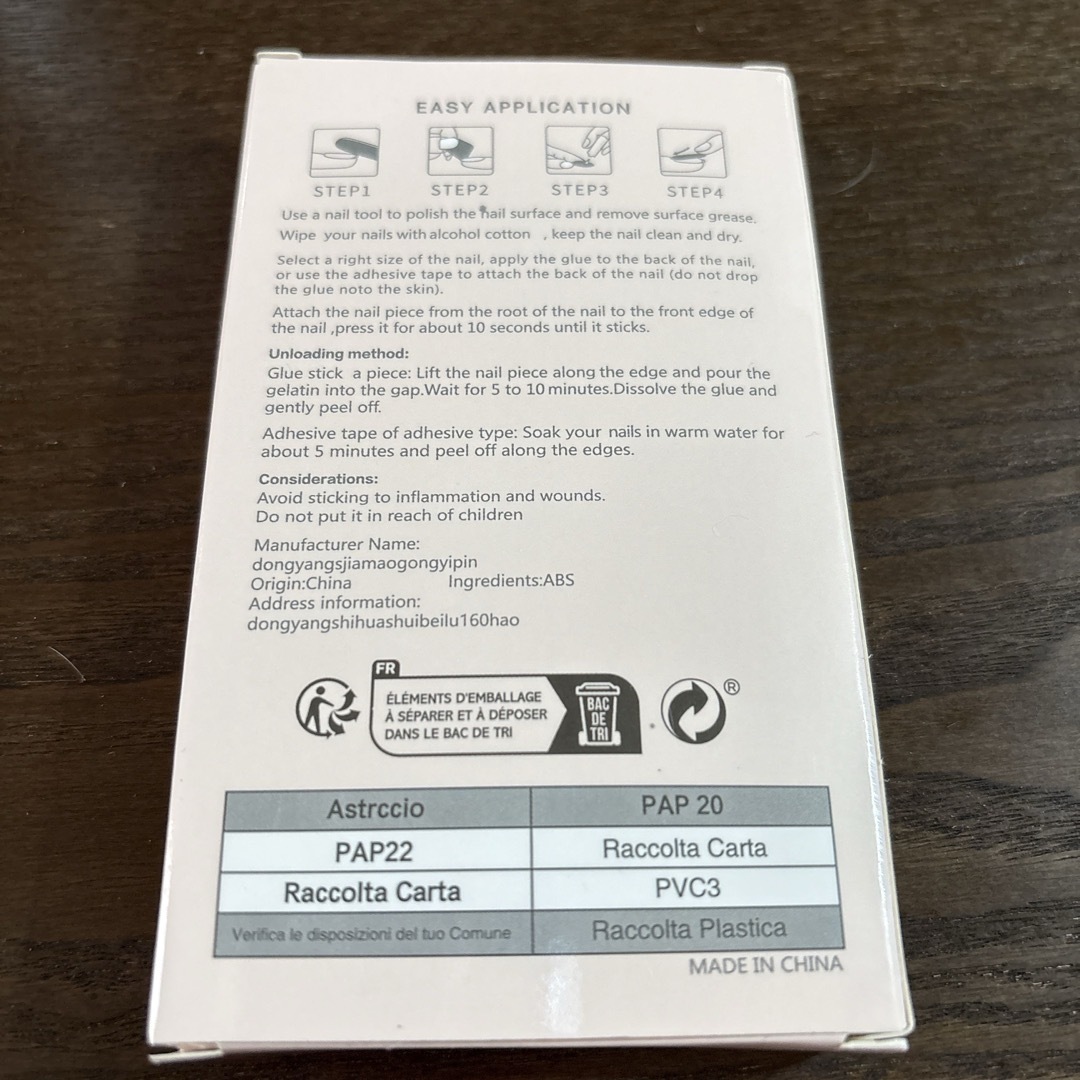 EASY APPLICATION
STEP1 STEP2 STEP3 STEP4
Use a nail tool to polish the nail surface and remove surface grease.
Wipe your nails with alcohol cotton , keep the nail clean and dry.
Select a right size of the nail, apply the glue to the back of the nail,
or use the adhesive tape to attach the back of the nail (do not drop
the glue noto the skin).
Attach the nail piece from the root of the nail to the front edge of
the nail ,press it for about 10 seconds until it sticks.
Unloading method:
Glue stick a piece: Lift the nail piece along the edge and pour the
gelatin into the gap.Wait for 5 to 10 minutes.Dissolve the glue and
gently peel off.
Adhesive tape of adhesive type: Soak your nails in warm water for
about 5 minutes and peel off along the edges.
Considerations:
Avoid sticking to inflammation and wounds.
Do not put it in reach of children
Manufacturer Name:
dongyangsjiamaogongyipin
Origin:China Ingredients:ABS
Address information:
dongyangshihuashuibeilu160hao
FR
ÉLÉMENTS D'EMBALLAGE
À SÉPARER ET À DÉPOSER
DANS LE BAC DE TRI
BAC
DE
TRI
®
Astrccio PAP 20
PAP22 Raccolta Carta
Raccolta Carta PVC3
Verifica le disposizioni del tuo Comune Raccolta Plastica
MADE IN CHINA